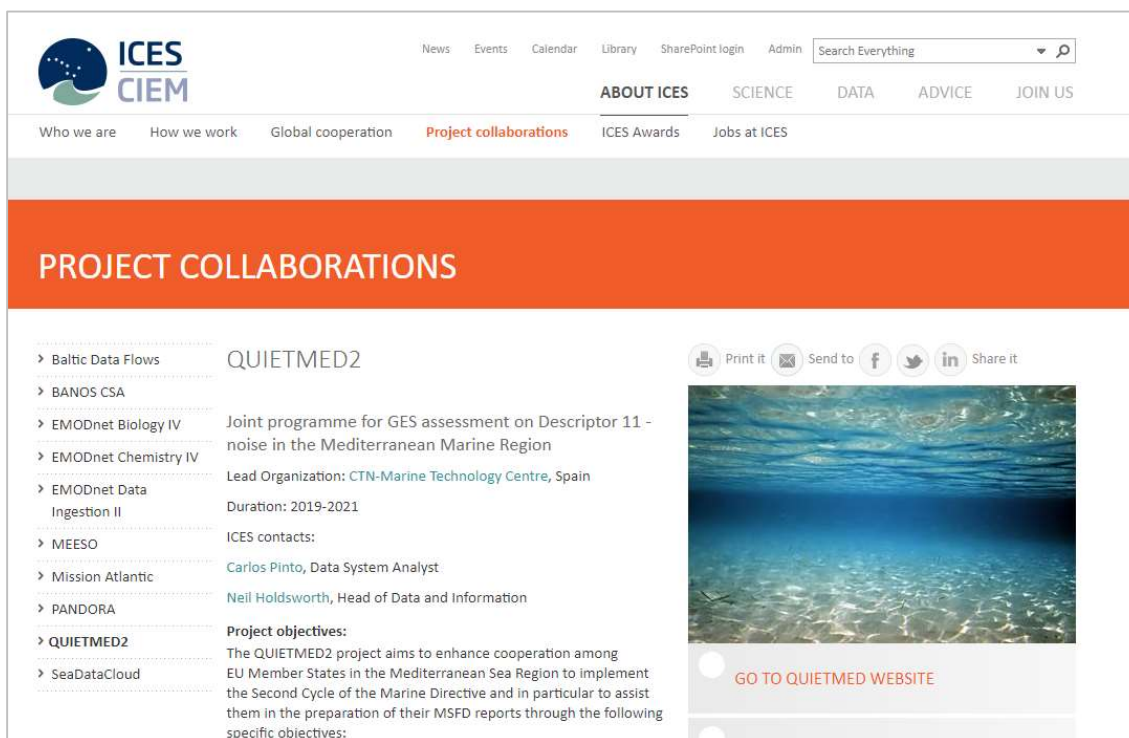 ICES
CIEM
News Events Calendar Library SharePoint login Admin Search Everything
ABOUT ICES SCIENCE DATA ADVICE JOIN US
Who we are How we work Global cooperation Project collaborations ICES Awards Jobs at ICES
PROJECT COLLABORATIONS
Baltic Data Flows
BANOS CSA
EMODnet Biology IV
EMODnet Chemistry IV
EMODnet Data
Ingestion II
MEESO
Mission Atlantic
PANDORA
QUIETMED2
SeaDataCloud
QUIETMED2
Joint programme for GES assessment on Descriptor 11 -
noise in the Mediterranean Marine Region
Lead Organization: CTN-Marine Technology Centre, Spain
Duration: 2019-2021
ICES contacts:
Carlos Pinto, Data System Analyst
Neil Holdsworth, Head of Data and Information
Project objectives:
The QUIETMED2 project aims to enhance cooperation among
EU Member States in the Mediterranean Sea Region to implement
the Second Cycle of the Marine Directive and in particular to assist
them in the preparation of their MSFD reports through the following
specific objectives:
Print it Send to f in Share it
GO TO QUIETMED WEBSITE